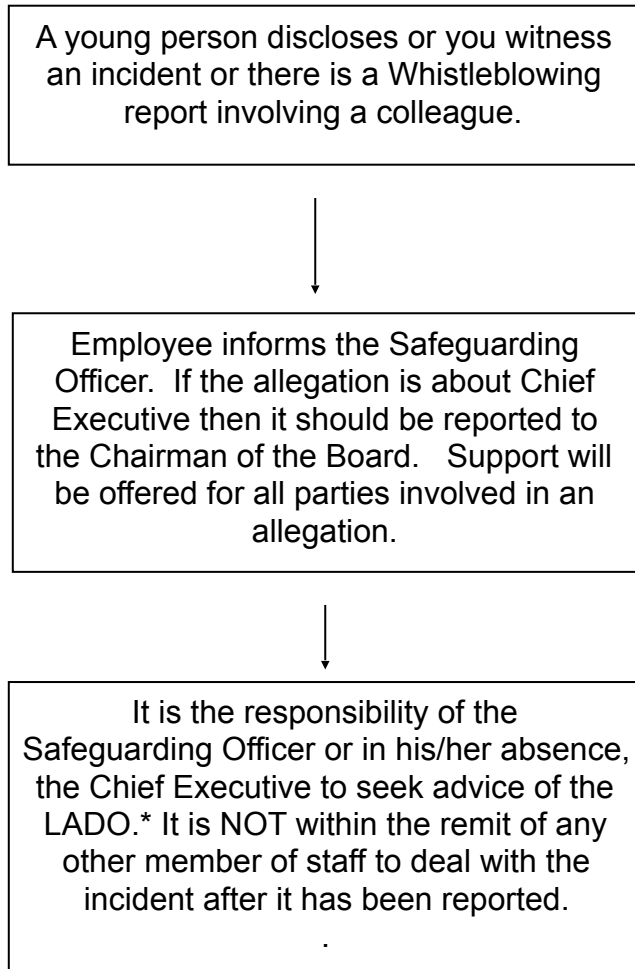 A young person discloses or you witness
an incident or there is a Whistleblowing
report involving a colleague.
Employee informs the Safeguarding
Officer.  If the allegation is about Chief
Executive then it should be reported to
the Chairman of the Board.   Support will
be offered for all parties involved in an
allegation.
It is the responsibility of the
Safeguarding Officer or in his/her absence,
the Chief Executive to seek advice of the
LADO.* It is NOT within the remit of any
other member of staff to deal with the
incident after it has been reported.
.